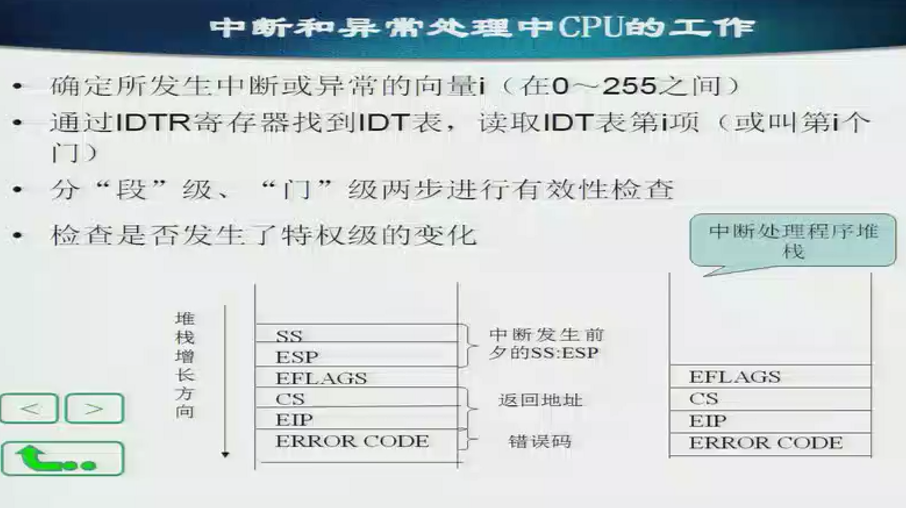 中断和异常处理中CPU的工作
• 确定所发生中断或异常的向量i（在0～255之间）
• 通过IDTR寄存器找到IDT表，读取IDT表第i项（或叫第i个
门）
• 分“段”级、“门”级两步进行有效性检查
• 检查是否发生了特权级的变化
中断处理程序堆
栈
堆栈增长方向
SS
ESP
EFLAGS
CS
EIP
ERROR CODE
中断发生前
夕的SS:ESP
返回地址
错误码
EFLAGS
CS
EIP
ERROR CODE
<
>